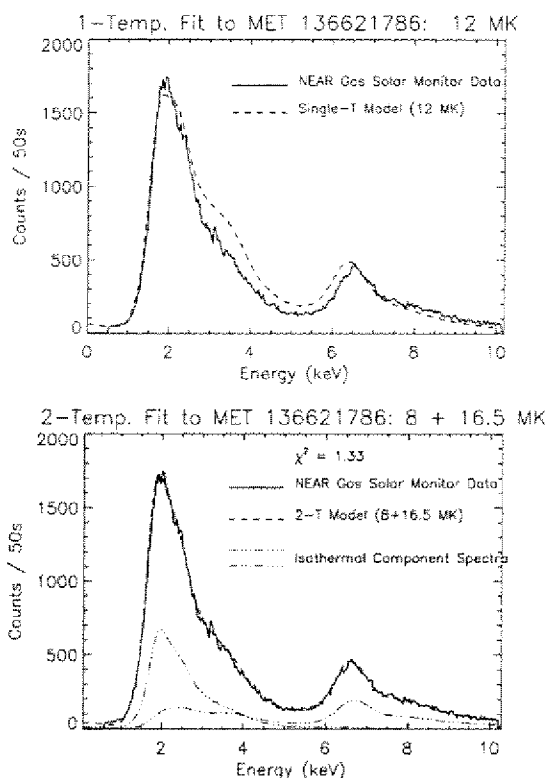 1-Temp. Fit to MET 136621786: 12 MK
2000
1500
1000
500
0
Counts / 50s
NEAR Gas Solar Monitor Data
Single-T Model (12 MK)
0 2 4 6 8 10
Energy (keV)
2-Temp. Fit to MET 136621786: 8 + 16.5 MK
2000
1500
1000
500
0
Counts / 50s
χ² = 1.33
NEAR Gas Solar Monitor Data
2-T Model (8+16.5 MK)
Isothermal Component Spectra
0 2 4 6 8 10
Energy (keV)